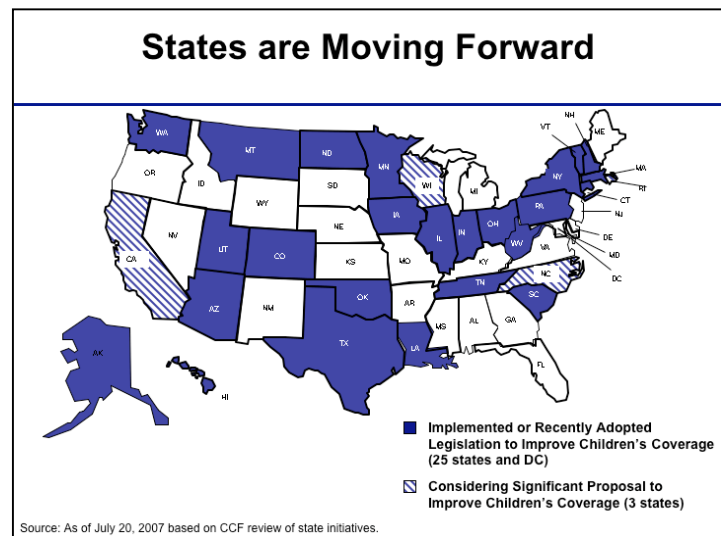 States are Moving Forward
NH
VT
ME
WA
MT
ND
MN
OR
ID
SD
WI
MI
NY
MA
RI
CT
WY
IA
PA
NJ
NV
NE
IL
IN
OH
DE
UT
CO
WV
VA
MD
CA
KS
MO
KY
DC
NC
TN
AZ
NM
OK
AR
SC
MS
AL
GA
TX
LA
AK
HI
FL
Implemented or Recently Adopted
Legislation to Improve Children's Coverage
(25 states and DC)
Considering Significant Proposal to
Improve Children's Coverage (3 states)
Source: As of July 20, 2007 based on CCF review of state initiatives.